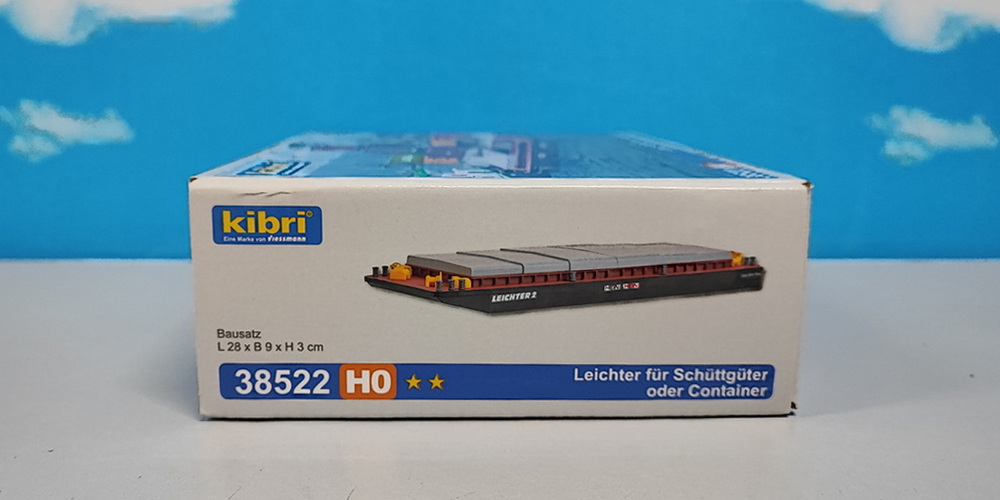 kibri
Eine Marke von Viessmann
LEICHTER 2
Bausatz
L 28 x B 9 x H 3 cm
38522 H0
Leichter für Schüttgüter
oder Container